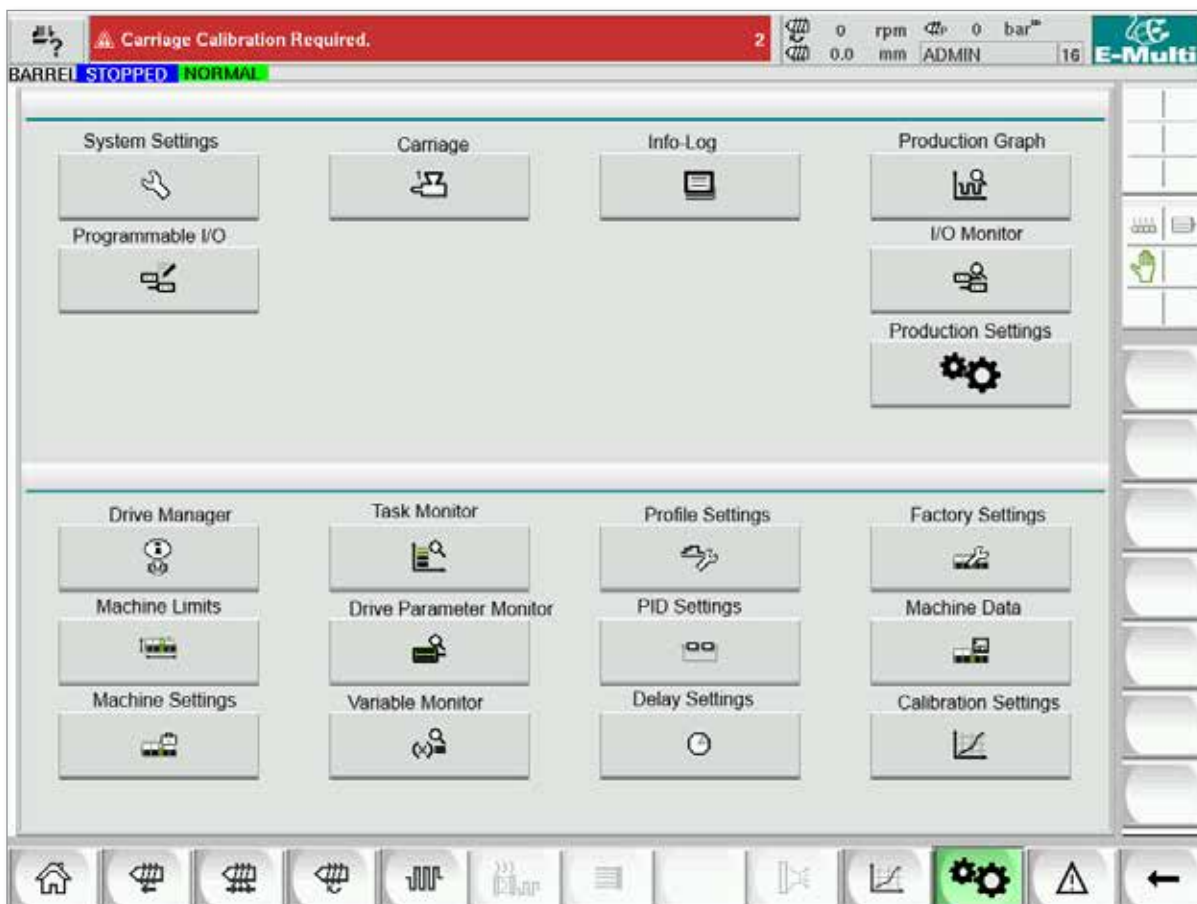 Carriage Calibration Required. 2
0 rpm 0 bar
0.0 mm ADMIN 16
E-Multi
BARREL STOPPED NORMAL
System Settings Carriage Info-Log Production Graph
Programmable I/O I/O Monitor
Production Settings
Drive Manager Task Monitor Profile Settings Factory Settings
Machine Limits Drive Parameter Monitor PID Settings Machine Data
Machine Settings Variable Monitor Delay Settings Calibration Settings